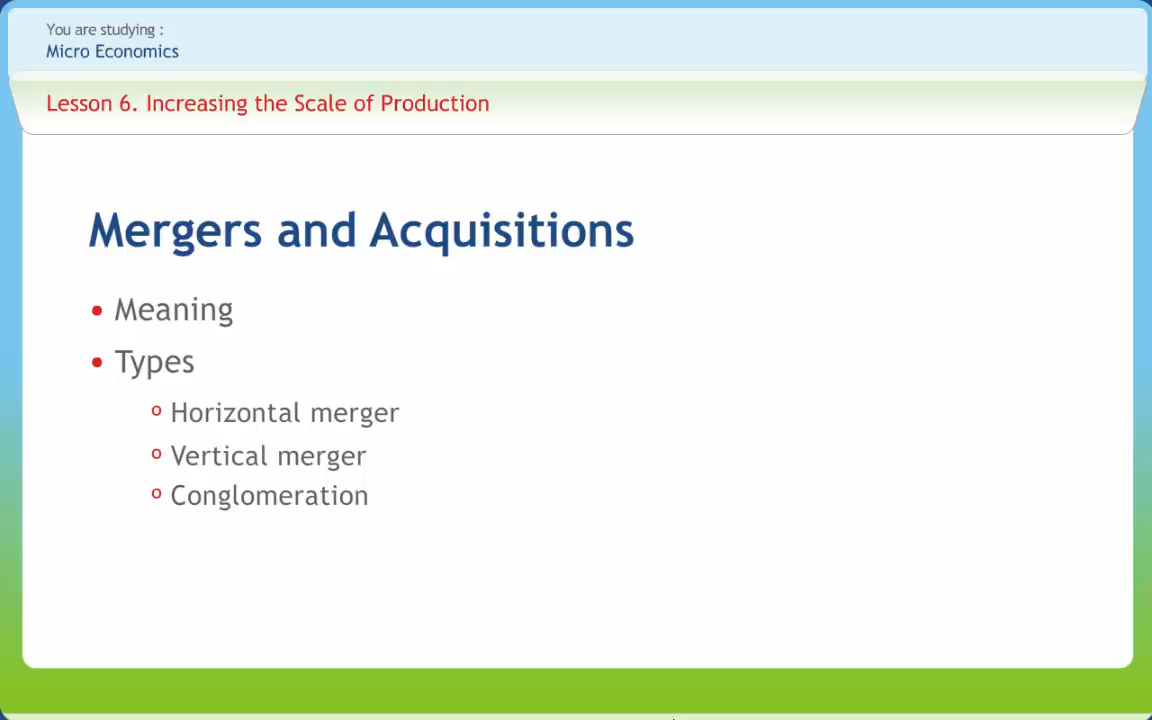 You are studying :
Micro Economics
Lesson 6. Increasing the Scale of Production
Mergers and Acquisitions
• Meaning
• Types
o Horizontal merger
o Vertical merger
o Conglomeration